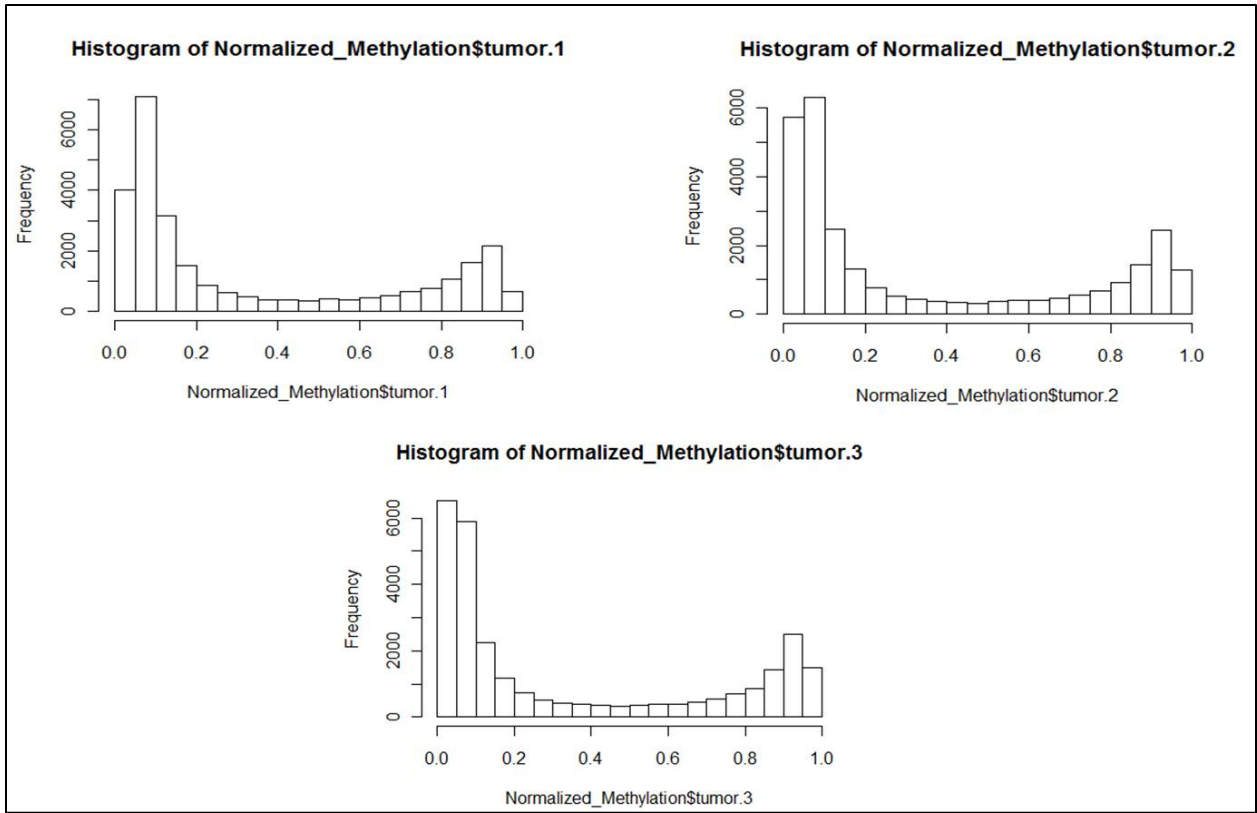 Histogram of Normalized_Methylation$tumor.1
Frequency
6000
4000
2000
0
0.0 0.2 0.4 0.6 0.8 1.0
Normalized_Methylation$tumor.1
Histogram of Normalized_Methylation$tumor.2
Frequency
6000
4000
2000
0
0.0 0.2 0.4 0.6 0.8 1.0
Normalized_Methylation$tumor.2
Histogram of Normalized_Methylation$tumor.3
Frequency
6000
4000
2000
0
0.0 0.2 0.4 0.6 0.8 1.0
Normalized_Methylation$tumor.3